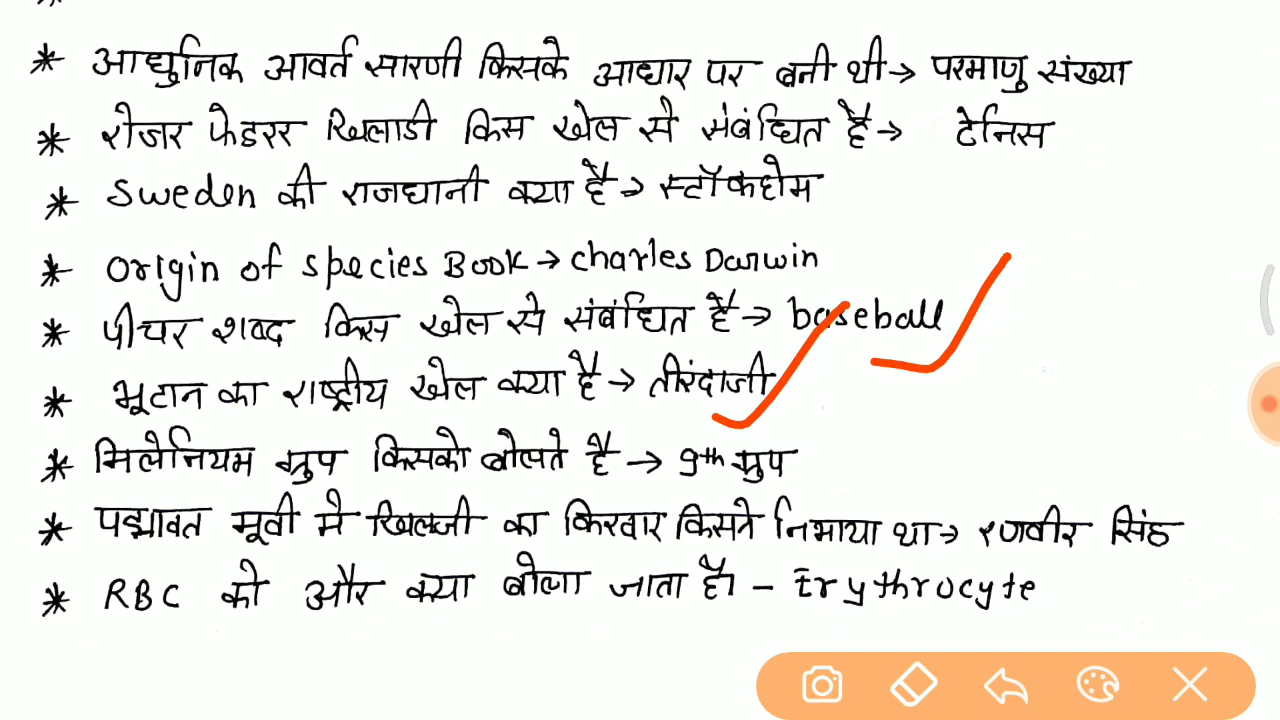 * आधुनिक आवर्त सारणी किसके आधार पर बनी थी → परमाणु संख्या
* रोजर फेडरर खिलाडी किस खेल से संबंधित है → टेनिस
* Sweden की राजधानी क्या है → स्टॉकहोम
* Origin of Species Book → Charles Darwin
* पीचर शब्द किस खेल से संबंधित है → baseball
* भूटान का राष्ट्रीय खेल क्या है → तीरंदाजी
* मिलेनियम ग्रुप किसको बोलते है → 9th ग्रुप
* पद्मावत मूवी मे खिलजी का किरदार किसने निभाया था → रणवीर सिंह
* RBC को और क्या बोला जाता है। - Erythrocyte